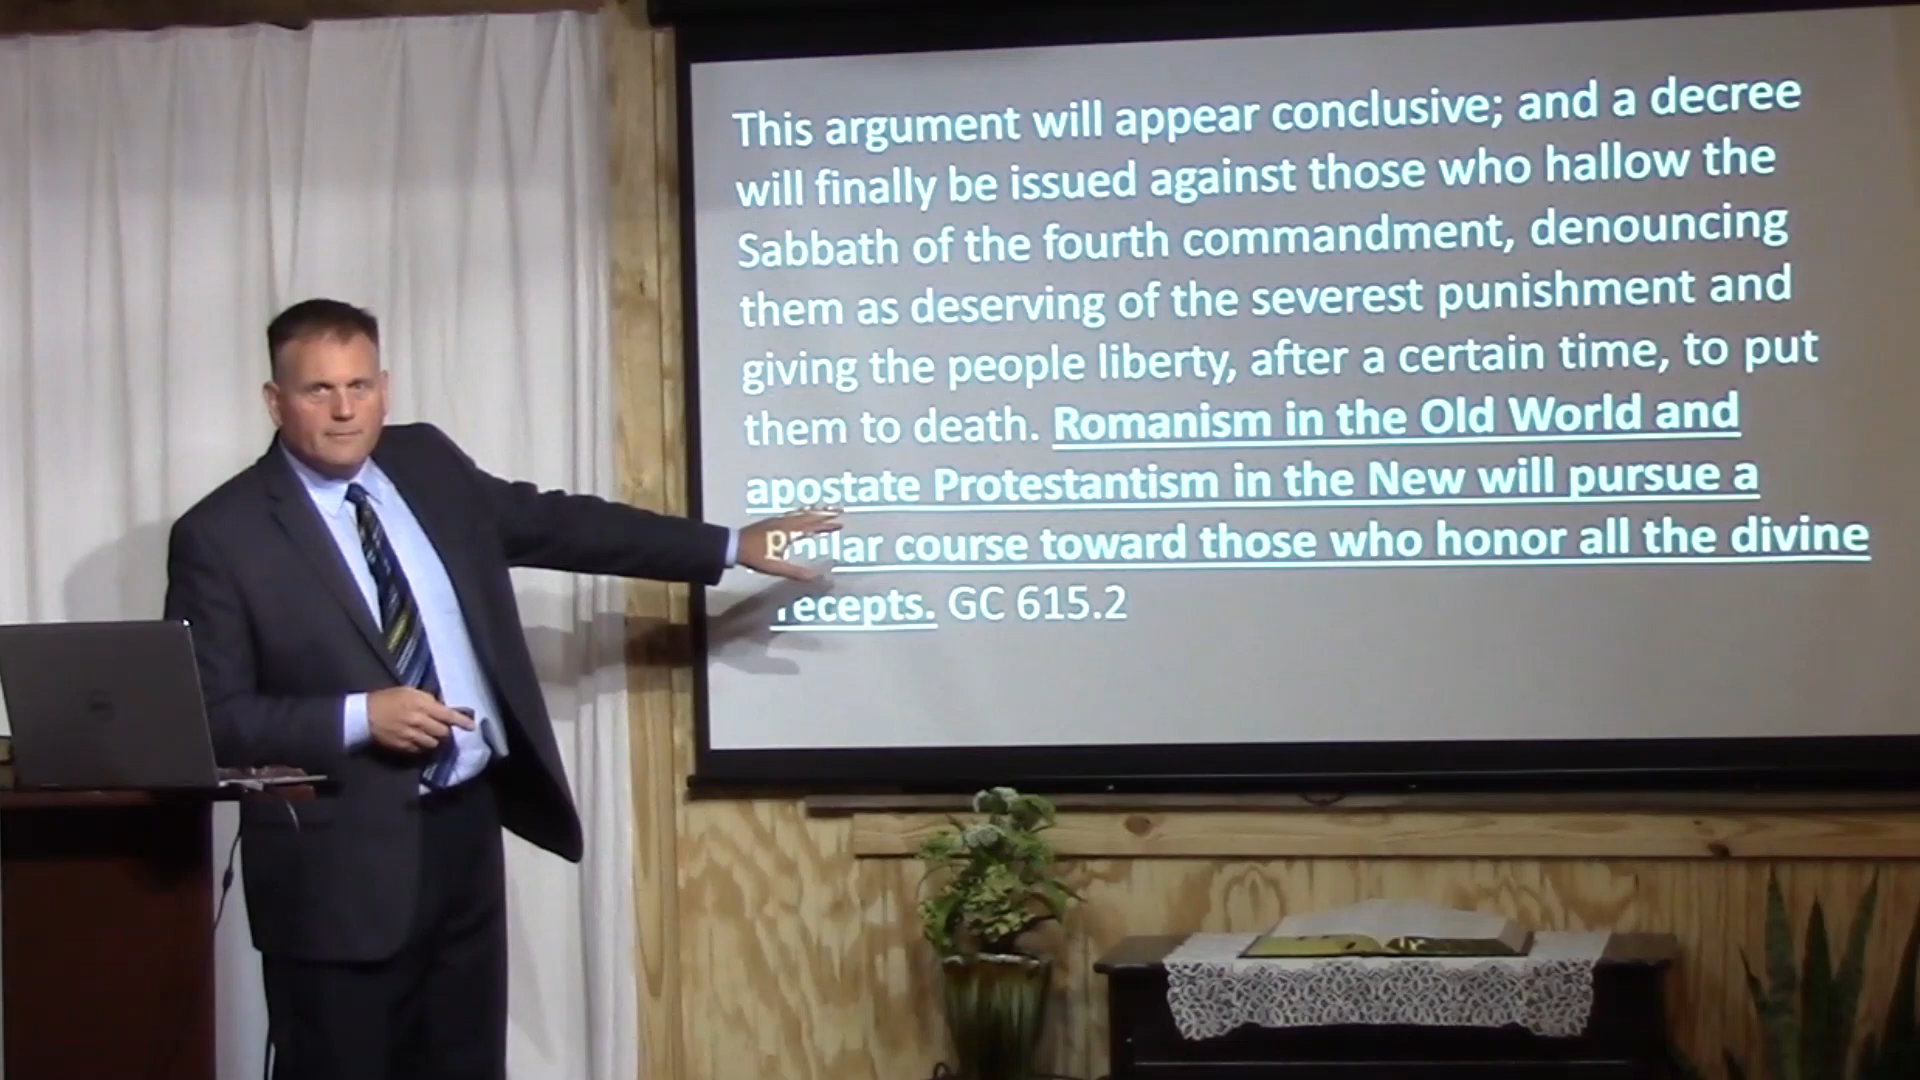 This argument will appear conclusive; and a decree
will finally be issued against those who hallow the
Sabbath of the fourth commandment, denouncing
them as deserving of the severest punishment and
giving the people liberty, after a certain time, to put
them to death. Romanism in the Old World and
apostate Protestantism in the New will pursue a
similar course toward those who honor all the divine
precepts. GC 615.2